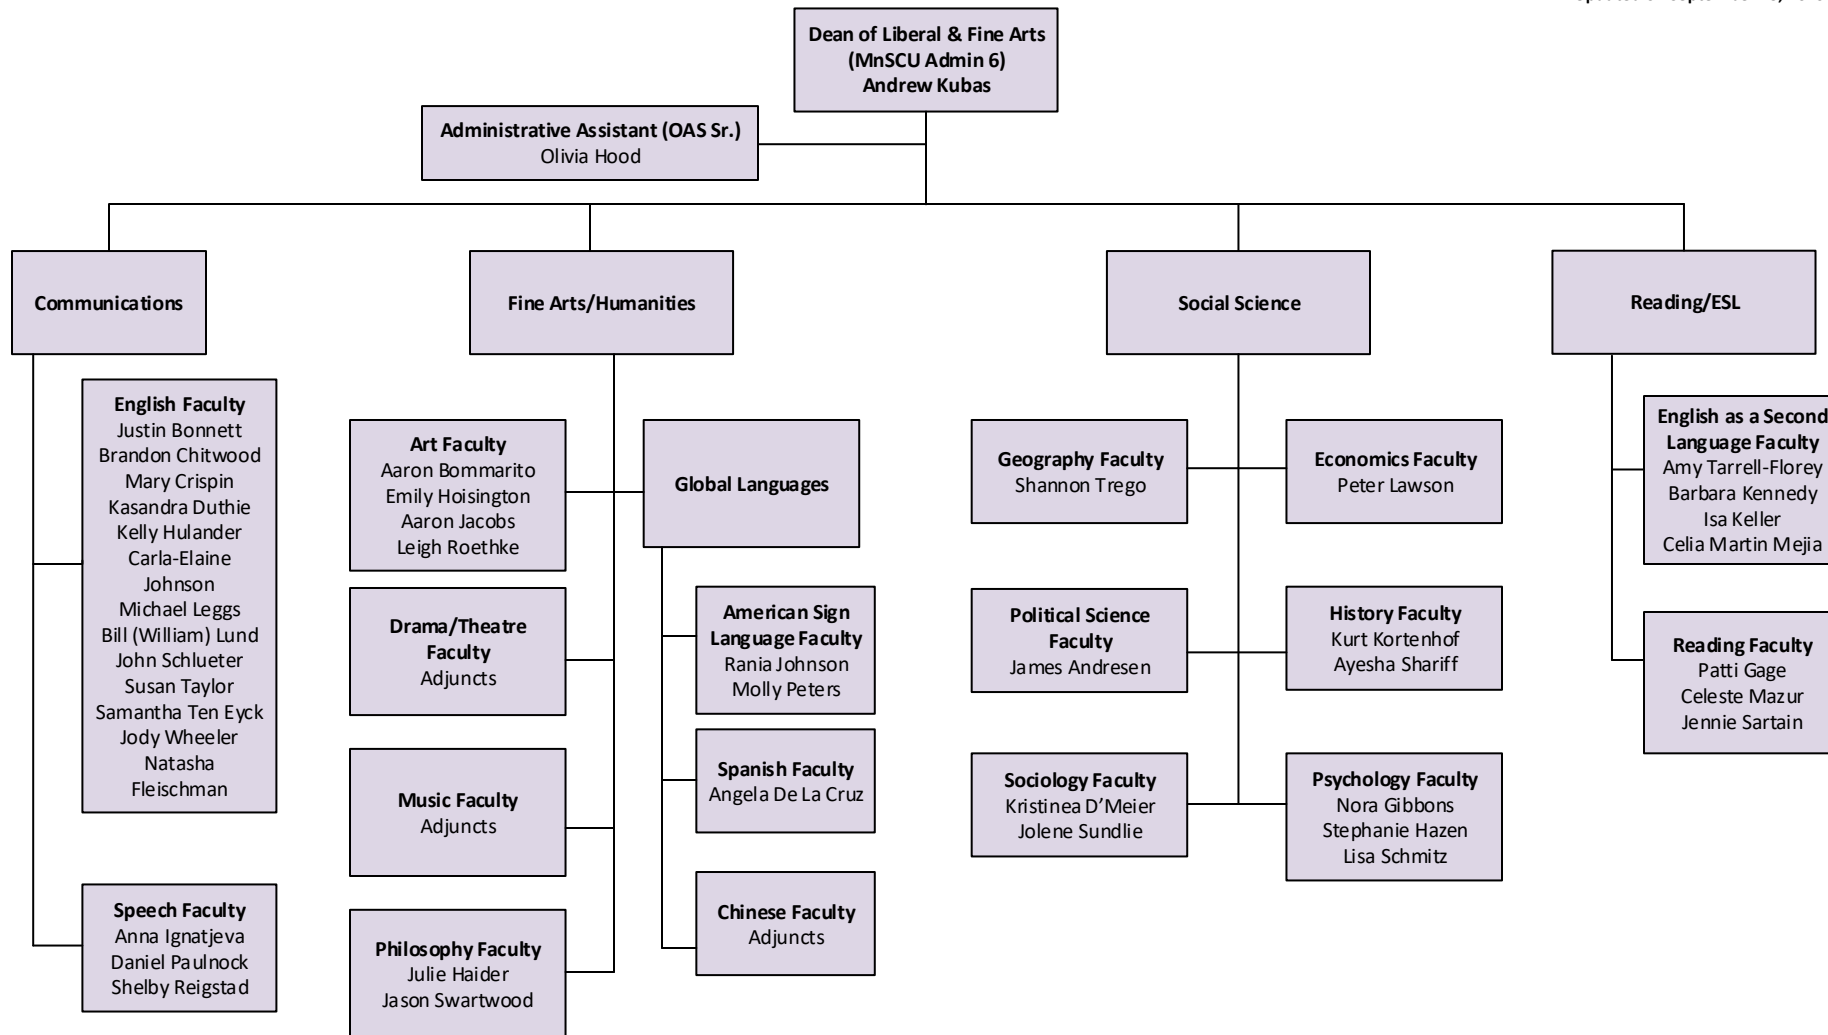 Dean of Liberal & Fine Arts
(MnSCU Admin 6)
Andrew Kubas
Administrative Assistant (OAS Sr.)
Olivia Hood
Communications
Fine Arts/Humanities
Social Science
Reading/ESL
English Faculty
Justin Bonnett
Brandon Chitwood
Mary Crispin
Kasandra Duthie
Kelly Hulander
Carla-Elaine
Johnson
Michael Leggs
Bill (William) Lund
John Schlueter
Susan Taylor
Samantha Ten Eyck
Jody Wheeler
Natasha
Fleischman
Speech Faculty
Anna Ignatjeva
Daniel Paulnock
Shelby Reigstad
Art Faculty
Aaron Bommarito
Emily Hoisington
Aaron Jacobs
Leigh Roethke
Drama/Theatre
Faculty
Adjuncts
Music Faculty
Adjuncts
Philosophy Faculty
Julie Haider
Jason Swartwood
Global Languages
American Sign
Language Faculty
Rania Johnson
Molly Peters
Spanish Faculty
Angela De La Cruz
Chinese Faculty
Adjuncts
Geography Faculty
Shannon Trego
Economics Faculty
Peter Lawson
Political Science
Faculty
James Andresen
History Faculty
Kurt Kortenhof
Ayesha Shariff
Sociology Faculty
Kristinea D’Meier
Jolene Sundlie
Psychology Faculty
Nora Gibbons
Stephanie Hazen
Lisa Schmitz
English as a Second
Language Faculty
Amy Tarrell-Florey
Barbara Kennedy
Isa Keller
Celia Martin Mejia
Reading Faculty
Patti Gage
Celeste Mazur
Jennie Sartain